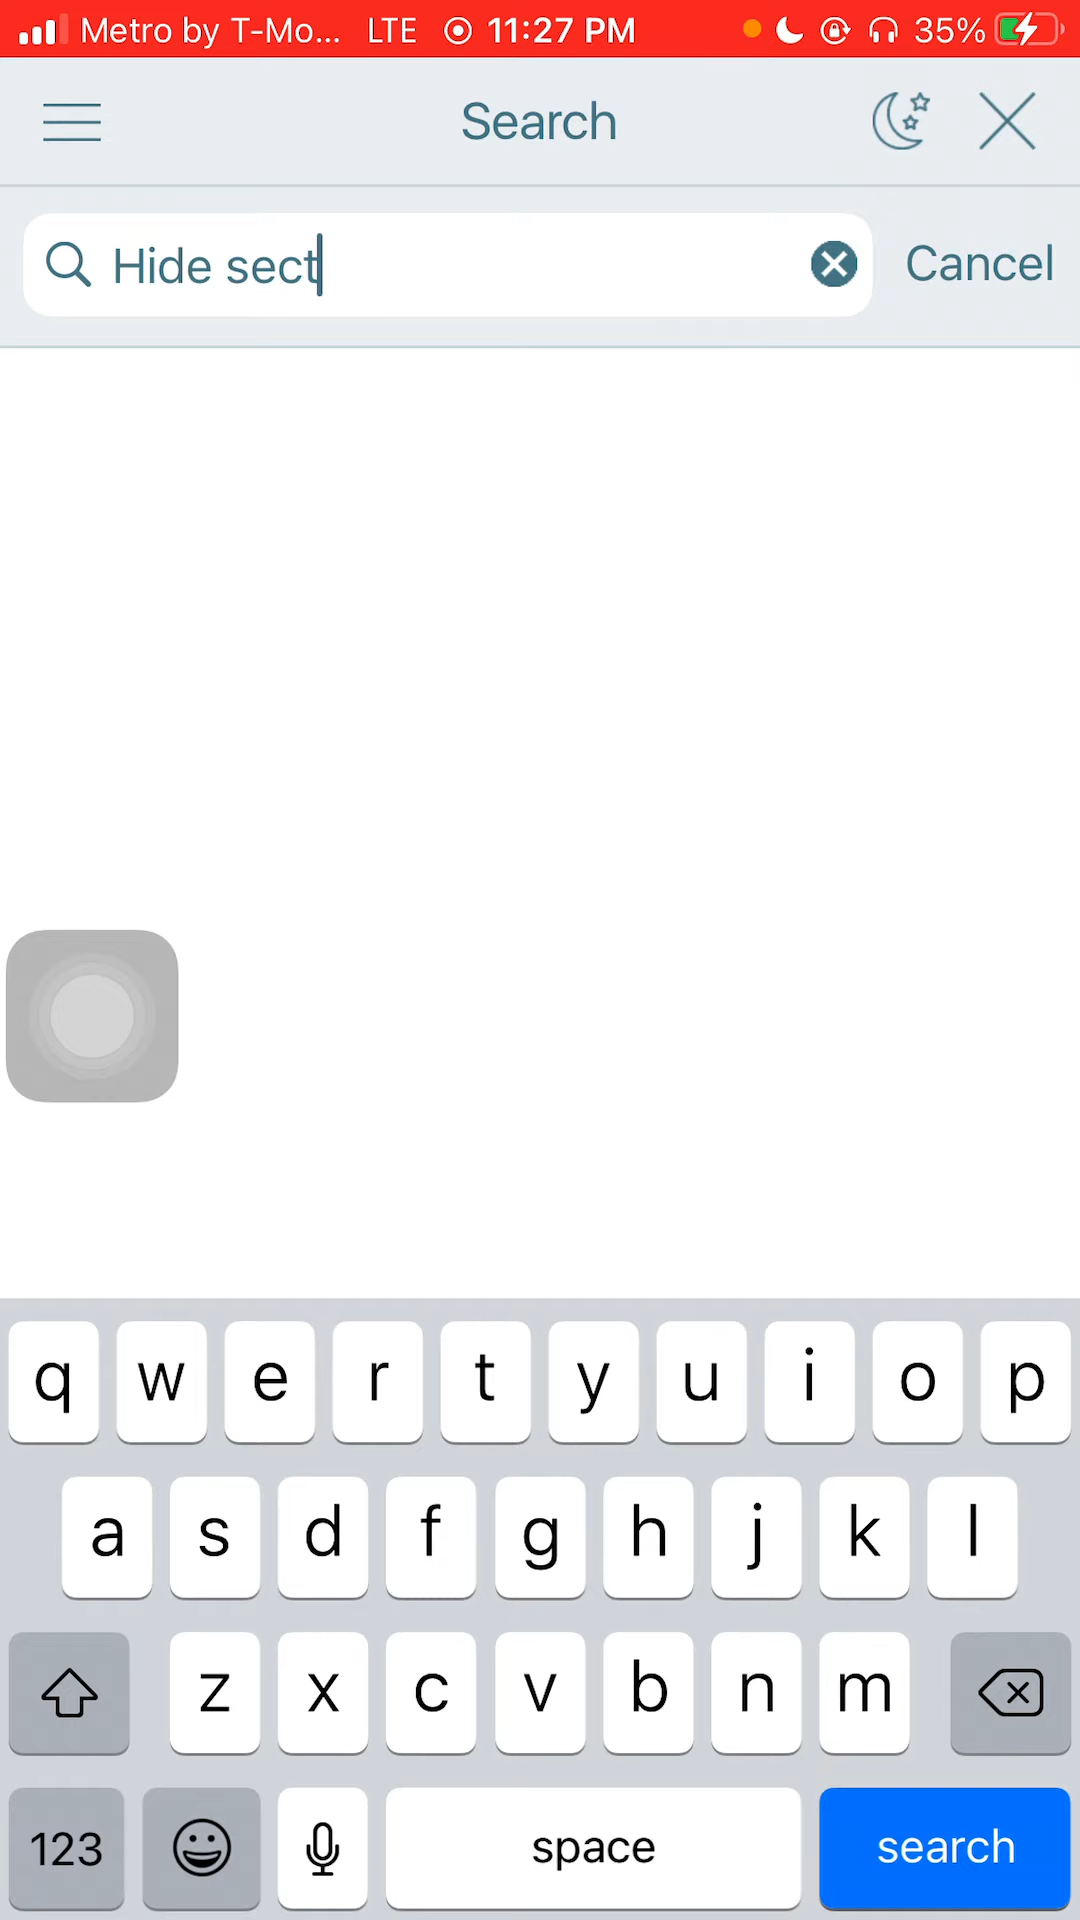 Metro by T-Mo... LTE 11:27 PM 35%
Search
Hide sect Cancel
q w e r t y u i o p
a s d f g h j k l
z x c v b n m
123 space search